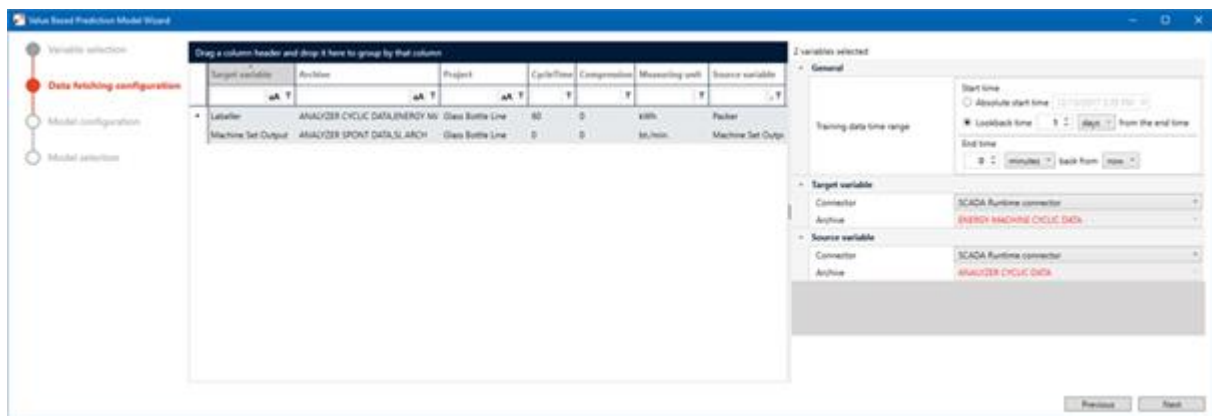 Value Based Prediction Model Wizard
Variable selection
Data fetching configuration
Model configuration
Model selection
Drag a column header and drop it here to group by that column
Target variable Archive Project CycleTime Compression Measuring unit Source variable
aA aA aA
Labeller ANALYZER CYCLIC DATA,ENERGY MA Glass Bottle Line 60 0 kWh Packer
Machine Set Output ANALYZER SPONT DATA,SL ARCH Glass Bottle Line 0 0 bt./min. Machine Set Outp
2 variables selected
General
Training data time range
Start time
Absolute start time
Lookback time 1 days from the end time
End time
0 minutes back from now
Target variable
Connector SCADA Runtime connector
Archive ENERGY MACHINE CYCLIC DATA
Source variable
Connector SCADA Runtime connector
Archive ANALYZER CYCLIC DATA
Previous Next